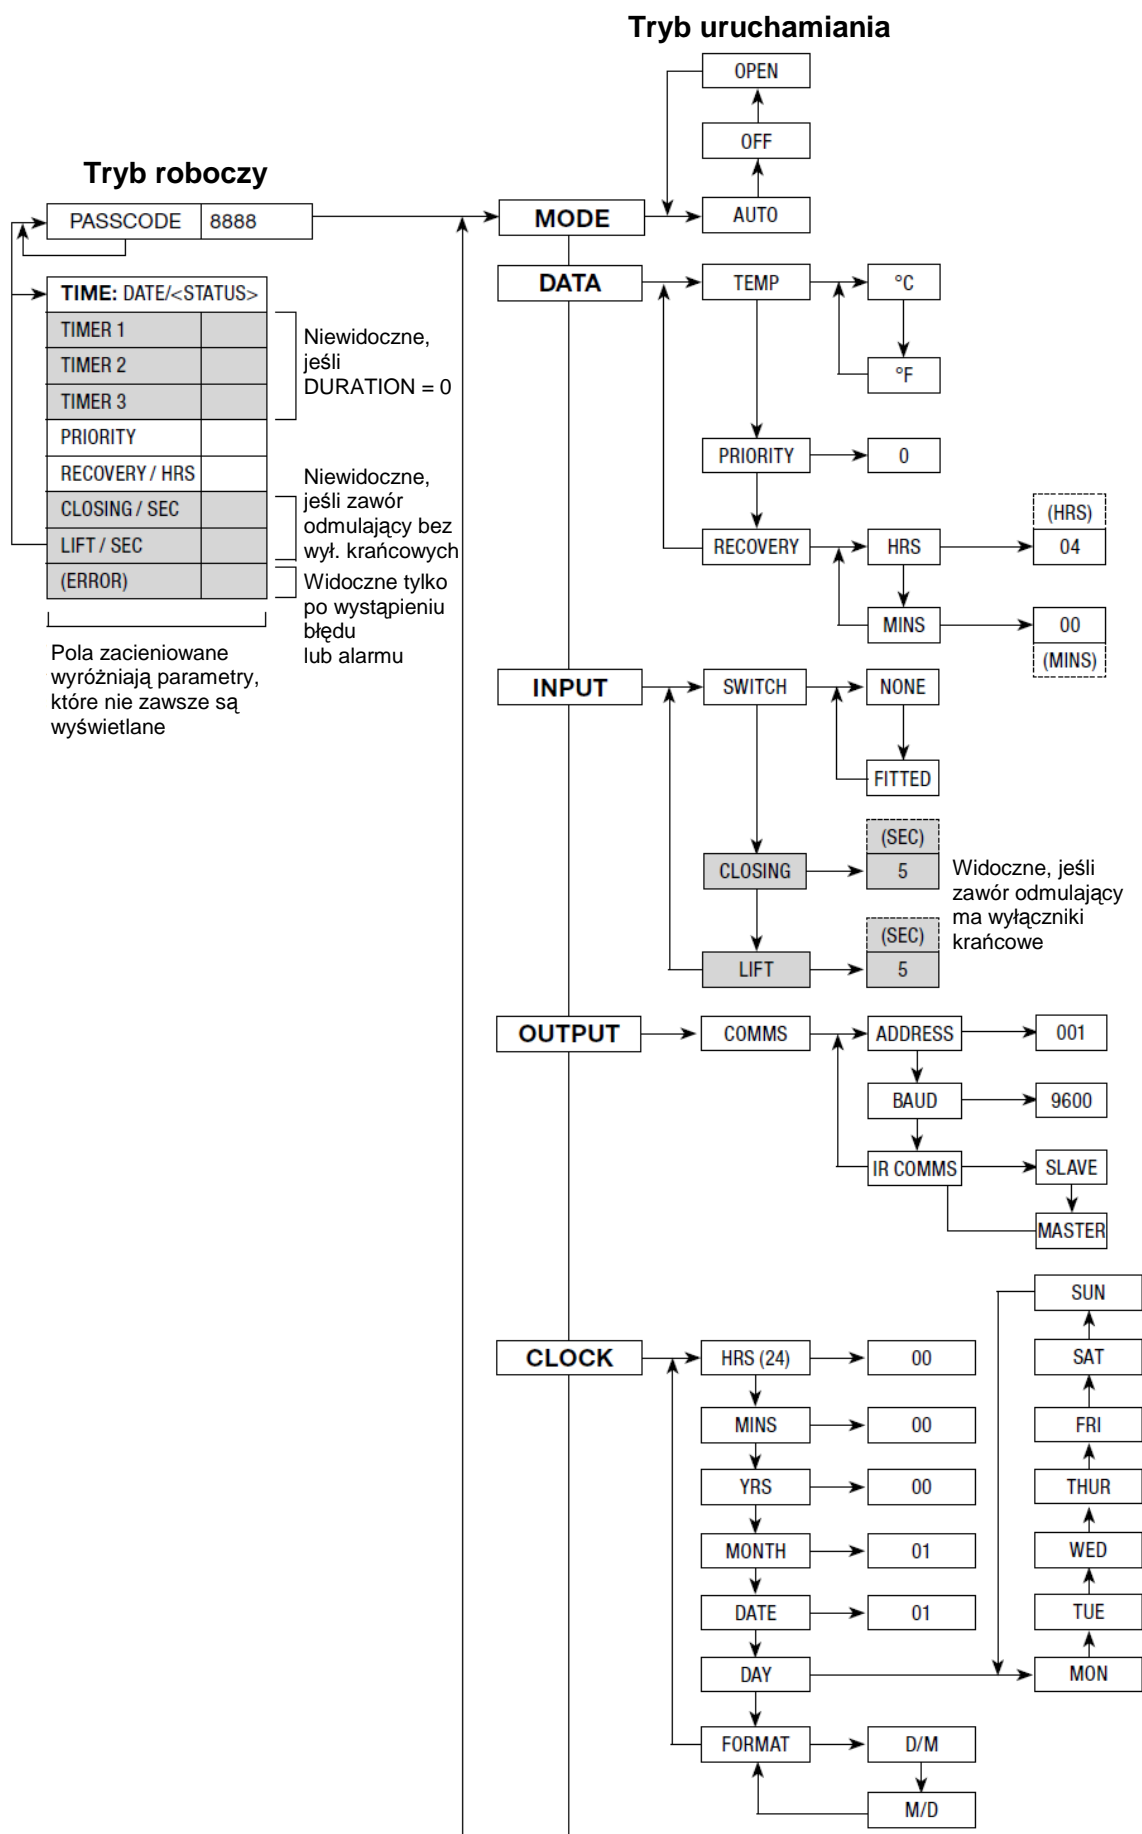 Tryb uruchamiania
OPEN
OFF
Tryb roboczy
PASSCODE 8888
MODE
AUTO
TIME: DATE/<STATUS>
TIMER 1
TIMER 2
TIMER 3
PRIORITY
RECOVERY / HRS
CLOSING / SEC
LIFT / SEC
(ERROR)
Niewidoczne,
jeśli
DURATION = 0
Niewidoczne,
jeśli zawór
odmulający bez
wył. krańcowych
Widoczne tylko
po wystąpieniu
błędu
lub alarmu
Pola zacieniowane
wyróżniają parametry,
które nie zawsze są
wyświetlane
DATA
TEMP
°C
°F
PRIORITY
0
RECOVERY
HRS
(HRS)
04
MINS
00
(MINS)
INPUT
SWITCH
NONE
FITTED
CLOSING
(SEC)
5
LIFT
(SEC)
5
Widoczne, jeśli
zawór odmulający
ma wyłączniki
krańcowe
OUTPUT
COMMS
ADDRESS
001
BAUD
9600
IR COMMS
SLAVE
MASTER
CLOCK
HRS (24)
00
MINS
00
YRS
00
MONTH
01
DATE
01
DAY
SUN
SAT
FRI
THUR
WED
TUE
MON
FORMAT
D/M
M/D